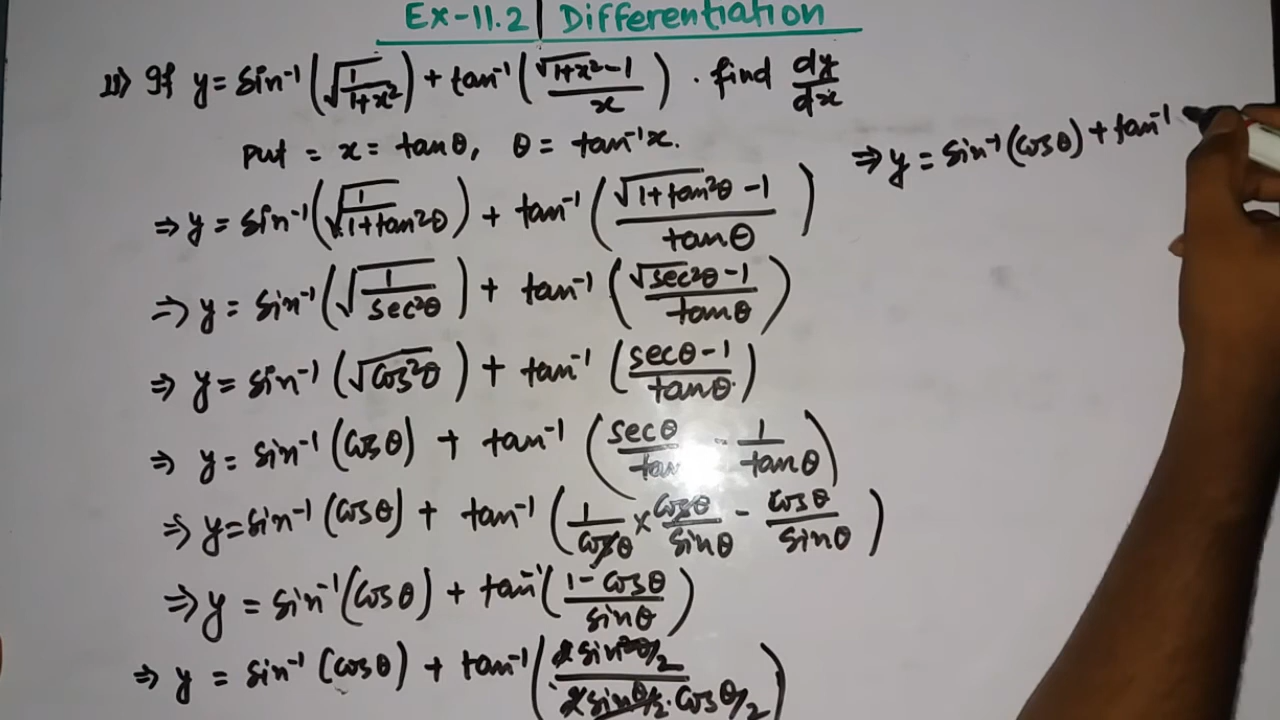 Ex-11.2 | Differentiation
11) If y = sin⁻¹(√(1/(1+x²))) + tan⁻¹((√(1+x²)-1)/x) . find dy/dx
put = x = tanθ, θ = tan⁻¹x.
⇒ y = sin⁻¹(√(1/(1+tan²θ))) + tan⁻¹((√(1+tan²θ)-1)/tanθ)
⇒ y = sin⁻¹(√(1/sec²θ)) + tan⁻¹((√sec²θ-1)/tanθ)
⇒ y = sin⁻¹(√cos²θ) + tan⁻¹((secθ-1)/tanθ)
⇒ y = sin⁻¹(cosθ) + tan⁻¹(secθ/tan - 1/tanθ)
⇒ y = sin⁻¹(cosθ) + tan⁻¹(1/cosθ × cosθ/sinθ - cosθ/sinθ)
⇒ y = sin⁻¹(cosθ) + tan⁻¹((1-cosθ)/sinθ)
⇒ y = sin⁻¹(cosθ) + tan⁻¹(2sin²θ/2 / 2sinθ/2·cosθ/2)
⇒ y = sin⁻¹(cosθ) + tan⁻¹